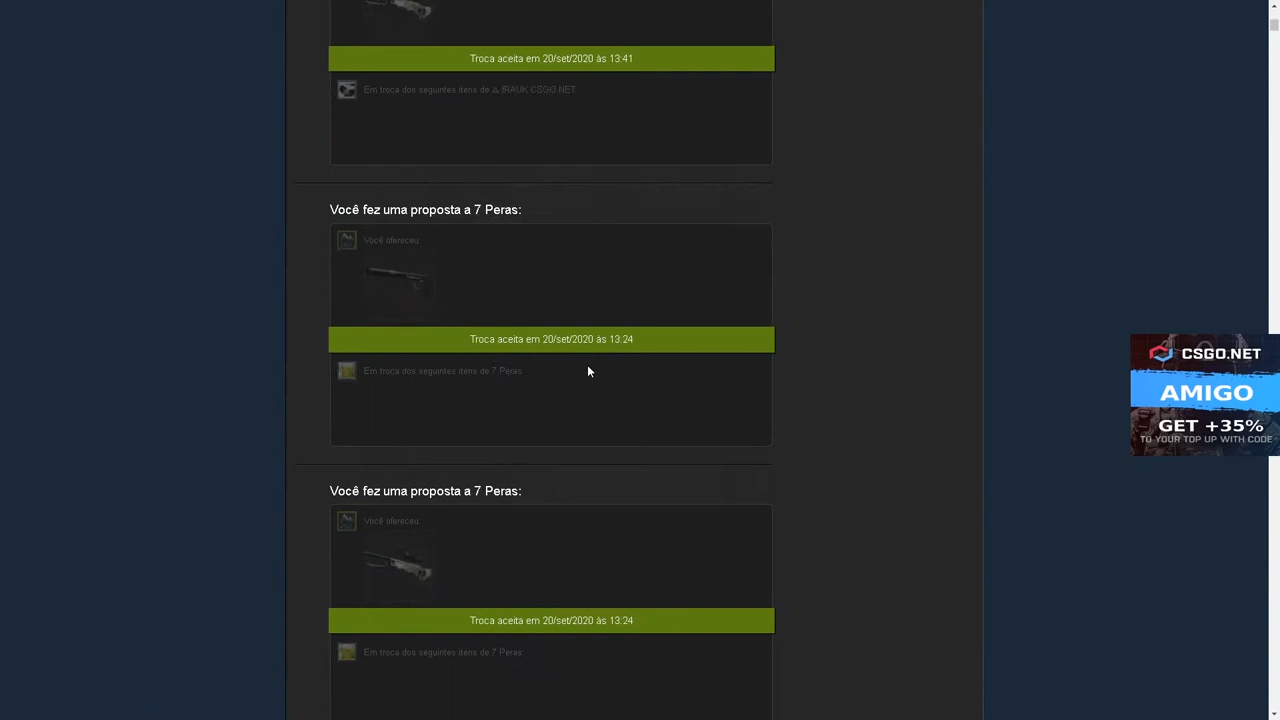 Troca aceita em 20/set/2020 às 13:41
Em troca dos seguintes itens de IRAUK CSGO.NET
Você fez uma proposta a 7 Peras:
Você ofereceu:
Troca aceita em 20/set/2020 às 13:24
Em troca dos seguintes itens de 7 Peras:
Você fez uma proposta a 7 Peras:
Você ofereceu:
Troca aceita em 20/set/2020 às 13:24
Em troca dos seguintes itens de 7 Peras:
CSGO.NET
AMIGO
GET +35%
TO YOUR TOP UP WITH CODE